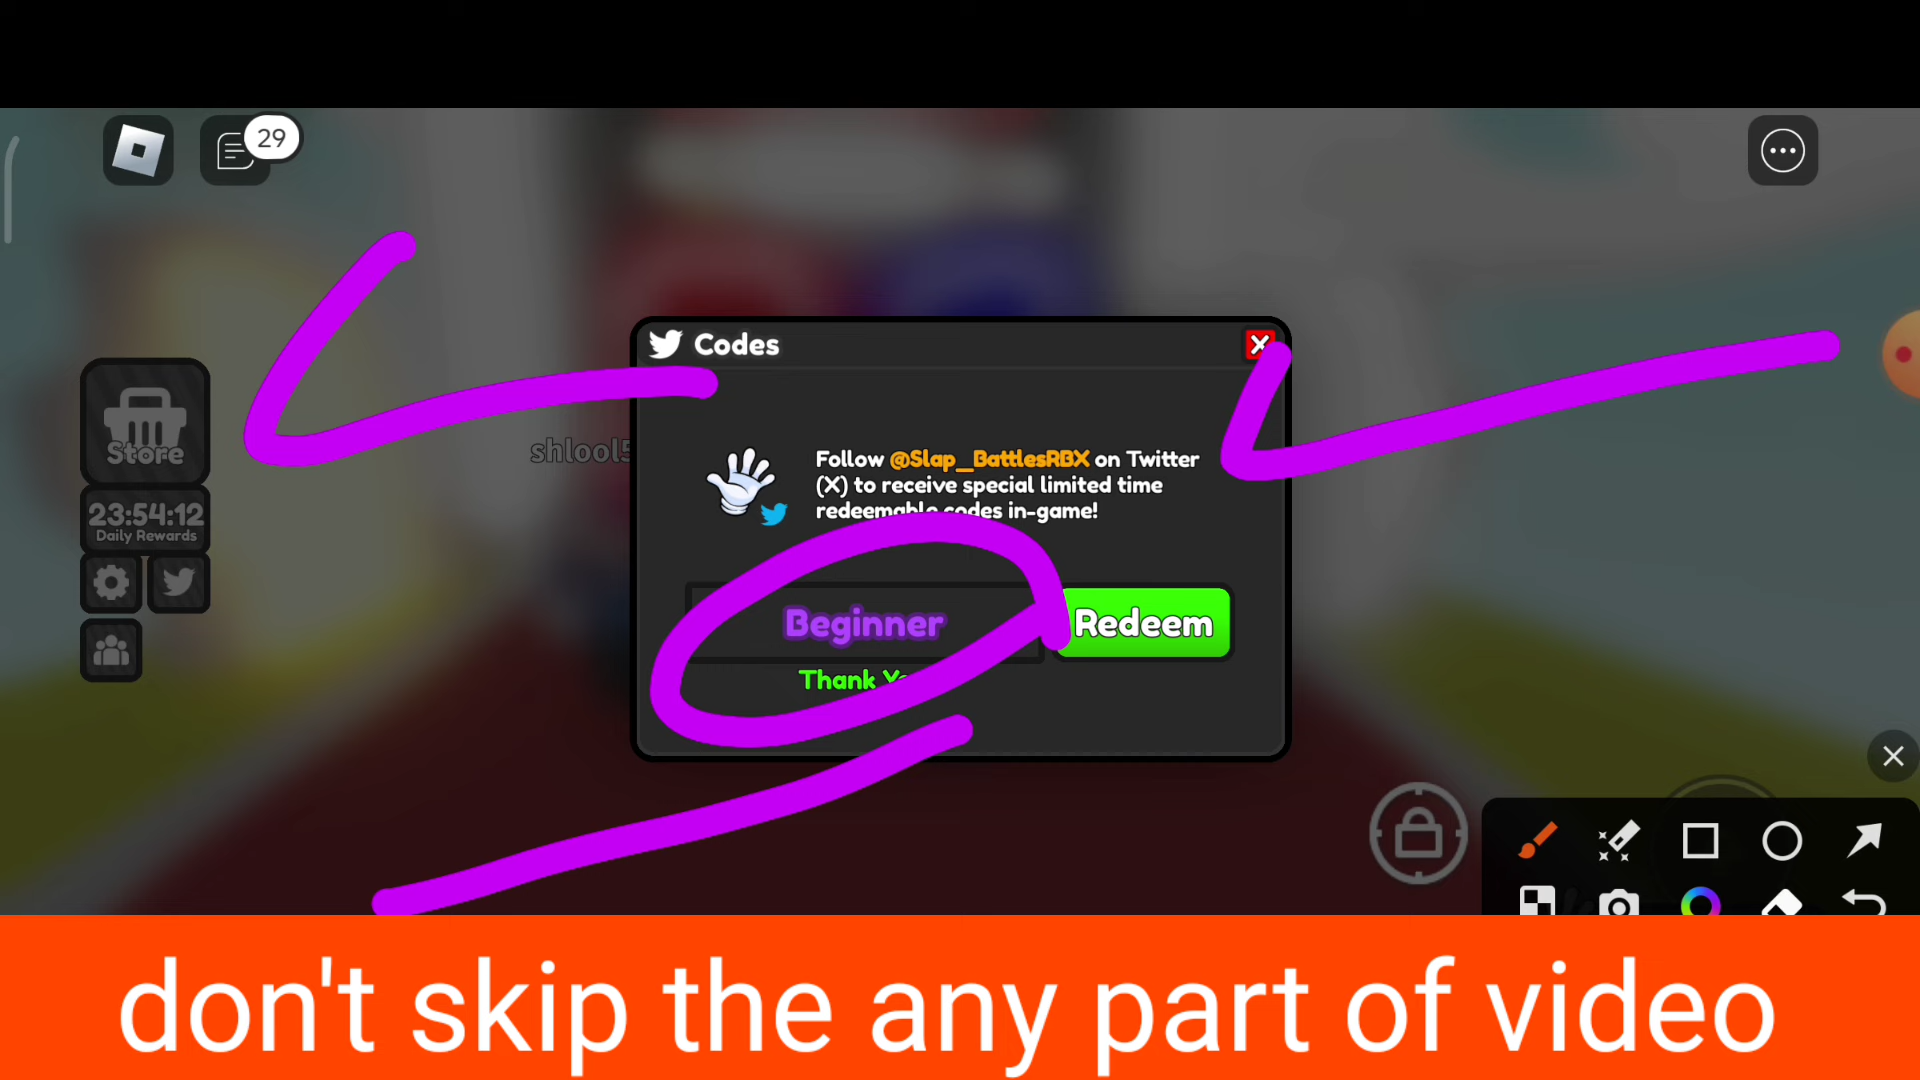 29
Codes
Store
shlool5
Follow @Slap_BattlesRBX on Twitter
(X) to receive special limited time
redeemable codes in-game!
23:54:12
Daily Rewards
Beginner
Redeem
Thank
don't skip the any part of video